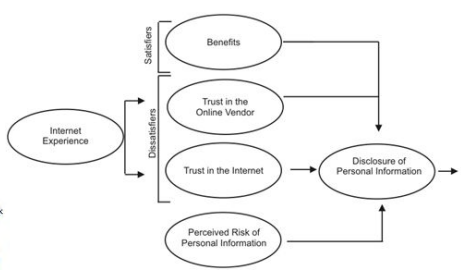 Satisfiers
Benefits
Dissatisfiers
Trust in the
Online Vendor
Internet
Experience
Trust in the Internet
Disclosure of
Personal Information
Perceived Risk of
Personal Information